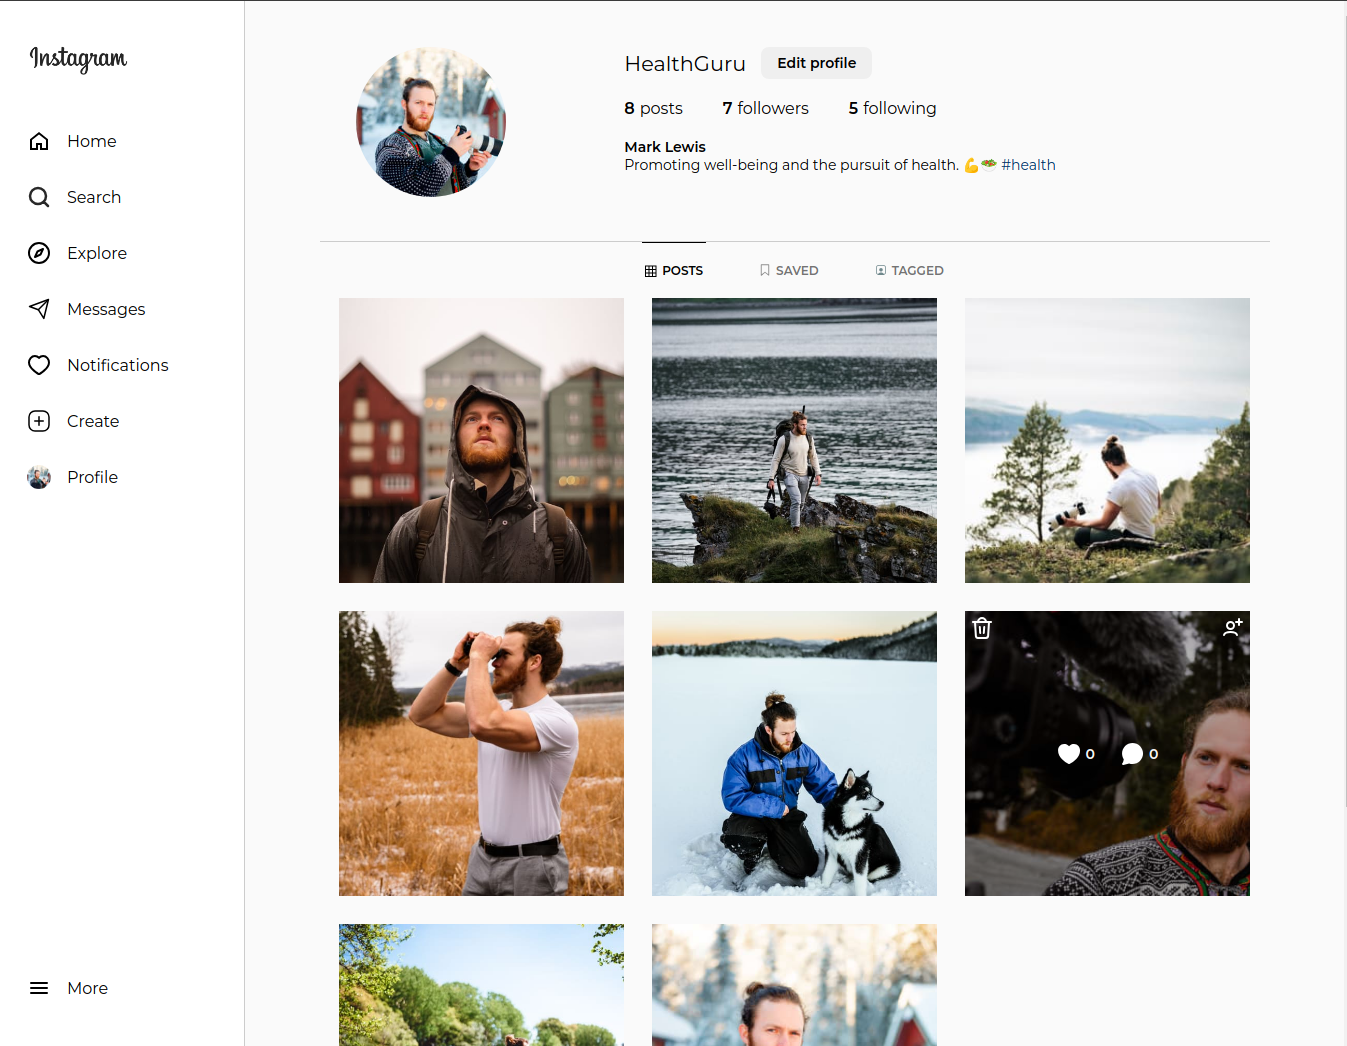 Instagram
Home
Search
Explore
Messages
Notifications
Create
Profile
More
HealthGuru
Edit profile
8 posts 7 followers 5 following
Mark Lewis
Promoting well-being and the pursuit of health. 💪🥗 #health
POSTS SAVED TAGGED
0 0